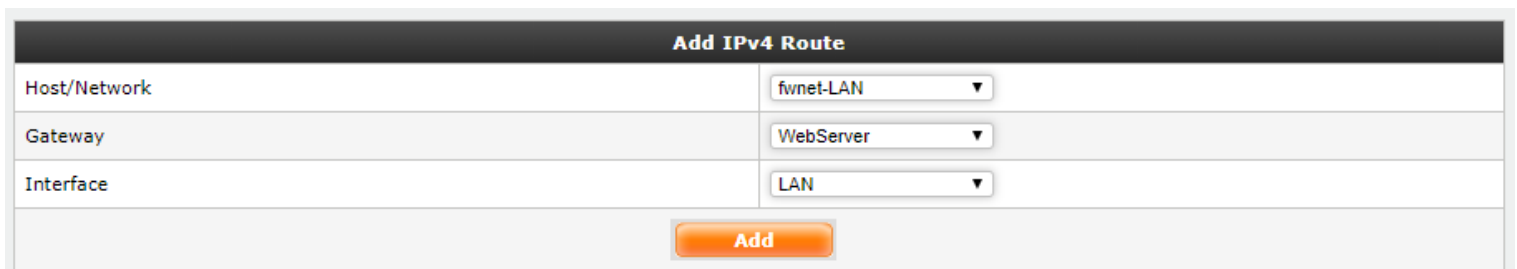 Add IPv4 Route
Host/Network fwnet-LAN
Gateway WebServer
Interface LAN
Add